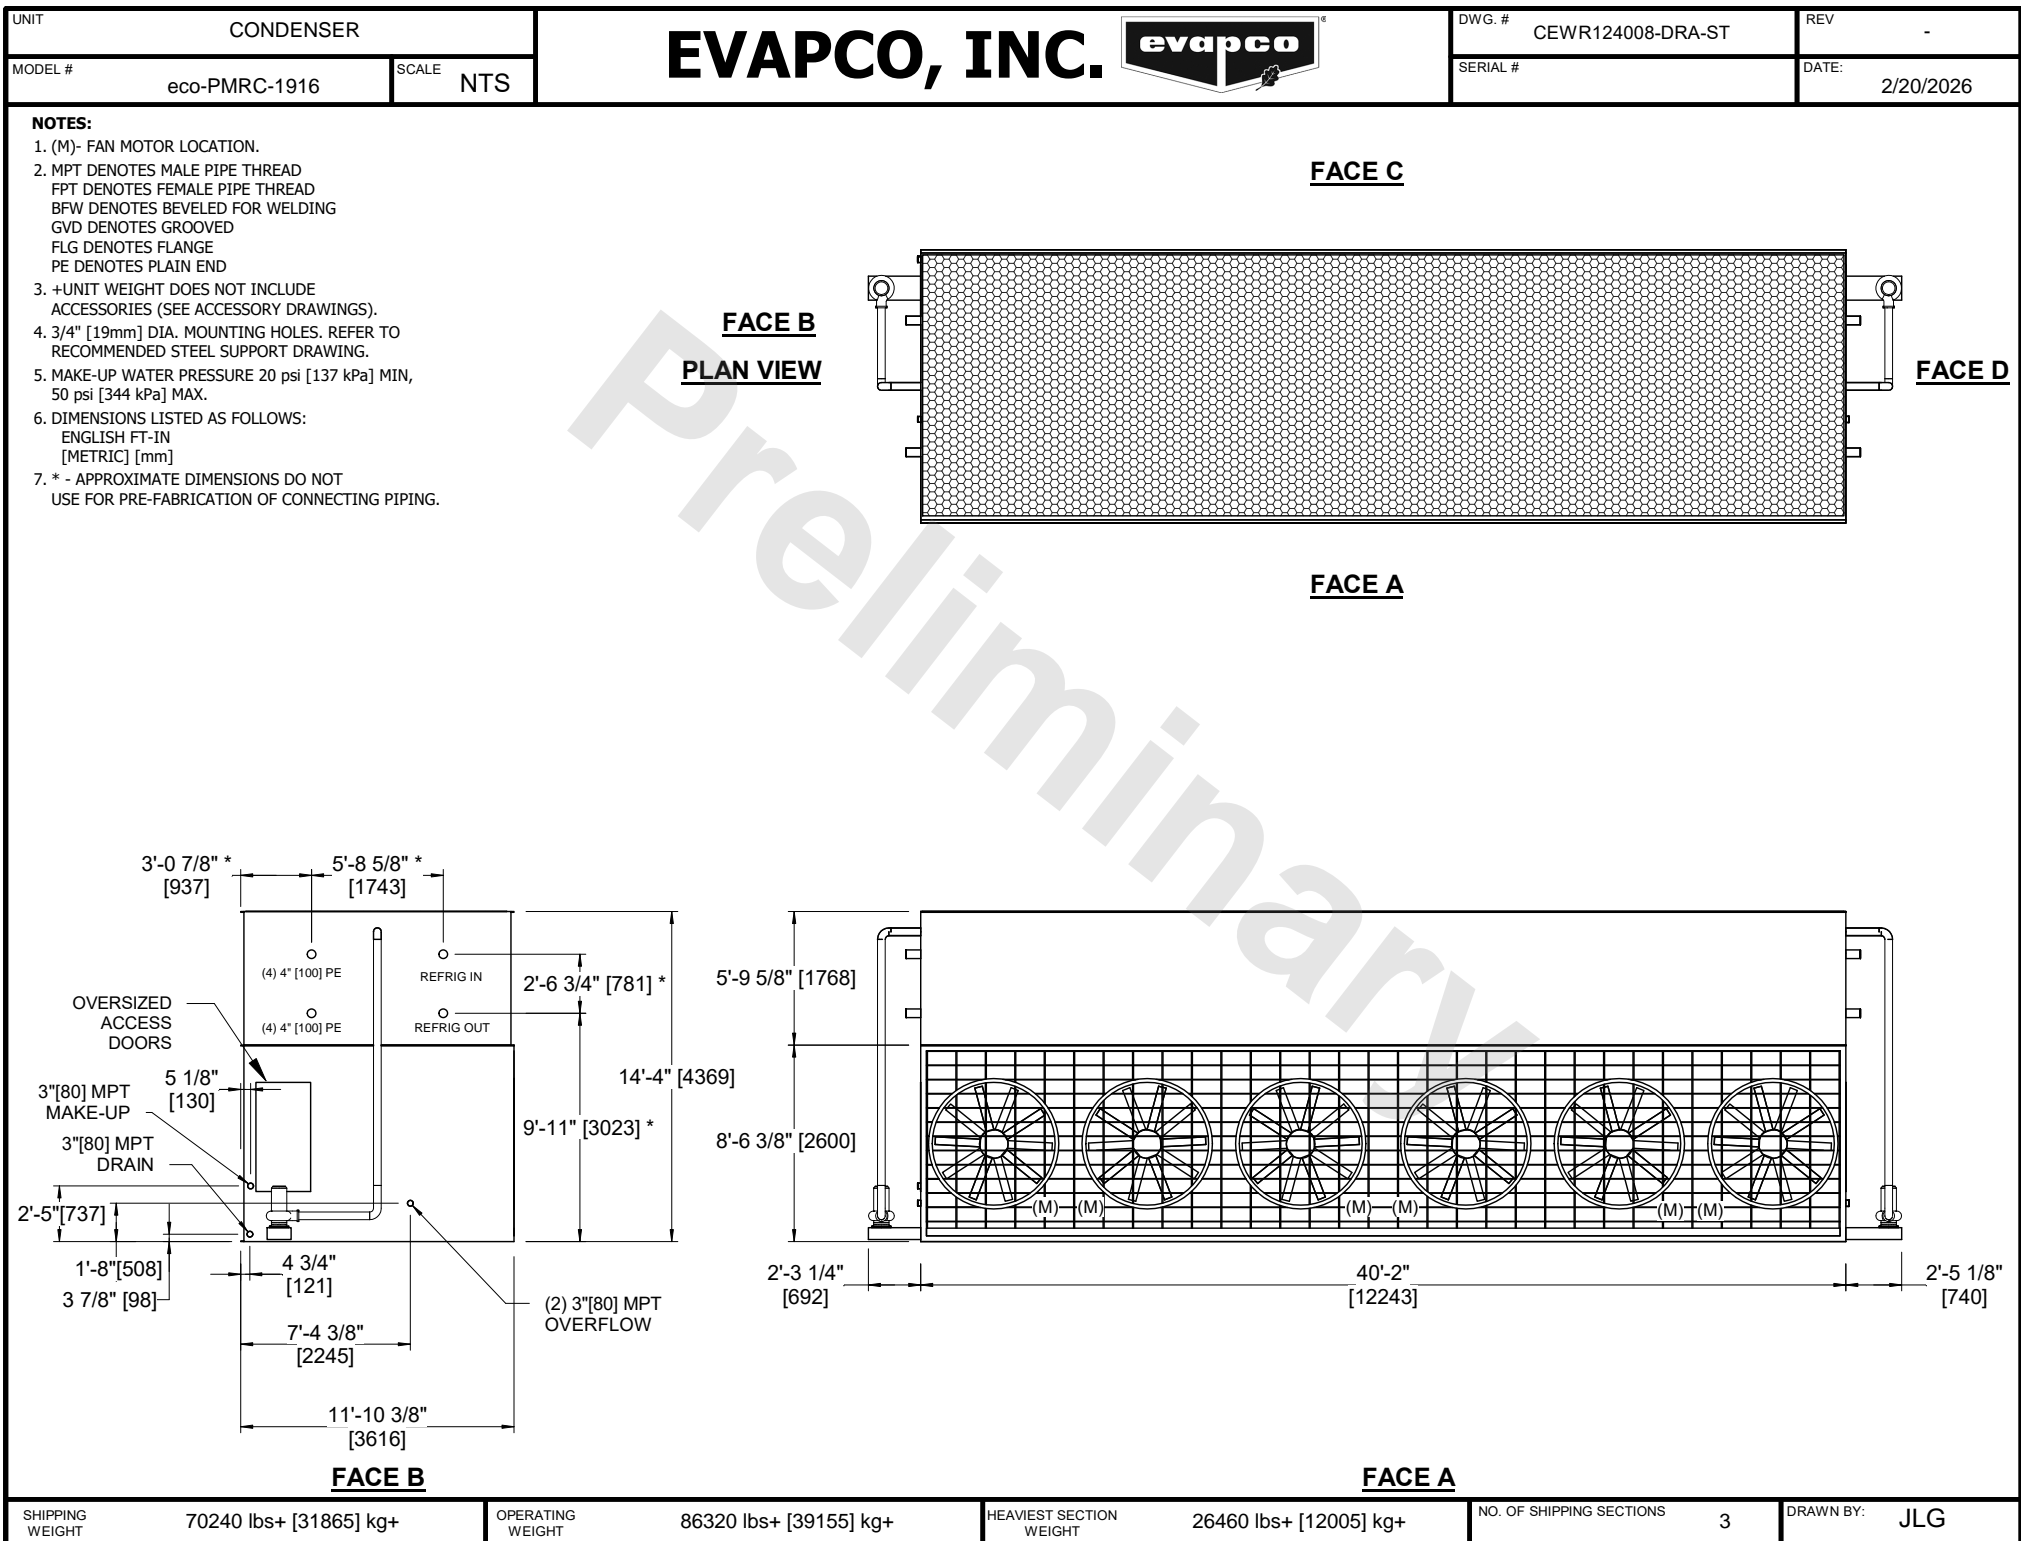 UNIT
CONDENSER
MODEL #
eco-PMRC-1916
SCALE
NTS
EVAPCO, INC.
evapco
®
DWG. #
CEWR124008-DRA-ST
REV
-
SERIAL #
DATE:
2/20/2026
NOTES:
1. (M)- FAN MOTOR LOCATION.
2. MPT DENOTES MALE PIPE THREAD
FPT DENOTES FEMALE PIPE THREAD
BFW DENOTES BEVELED FOR WELDING
GVD DENOTES GROOVED
FLG DENOTES FLANGE
PE DENOTES PLAIN END
3. +UNIT WEIGHT DOES NOT INCLUDE
ACCESSORIES (SEE ACCESSORY DRAWINGS).
4. 3/4" [19mm] DIA. MOUNTING HOLES. REFER TO
RECOMMENDED STEEL SUPPORT DRAWING.
5. MAKE-UP WATER PRESSURE 20 psi [137 kPa] MIN,
50 psi [344 kPa] MAX.
6. DIMENSIONS LISTED AS FOLLOWS:
ENGLISH FT-IN
[METRIC] [mm]
7. * - APPROXIMATE DIMENSIONS DO NOT
USE FOR PRE-FABRICATION OF CONNECTING PIPING.
FACE C
FACE B
PLAN VIEW
FACE D
FACE A
Preliminary
3'-0 7/8" *
[937]
5'-8 5/8" *
[1743]
(4) 4" [100] PE
REFRIG IN
(4) 4" [100] PE
REFRIG OUT
2'-6 3/4" [781] *
OVERSIZED
ACCESS
DOORS
5 1/8"
[130]
3"[80] MPT
MAKE-UP
3"[80] MPT
DRAIN
14'-4" [4369]
9'-11" [3023] *
2'-5"[737]
1'-8"[508]
3 7/8" [98]
4 3/4"
[121]
(2) 3"[80] MPT
OVERFLOW
7'-4 3/8"
[2245]
11'-10 3/8"
[3616]
FACE B
5'-9 5/8" [1768]
8'-6 3/8" [2600]
(M) (M) (M) (M) (M) (M)
2'-3 1/4"
[692]
40'-2"
[12243]
2'-5 1/8"
[740]
FACE A
SHIPPING
WEIGHT
70240 lbs+ [31865] kg+
OPERATING
WEIGHT
86320 lbs+ [39155] kg+
HEAVIEST SECTION
WEIGHT
26460 lbs+ [12005] kg+
NO. OF SHIPPING SECTIONS
3
DRAWN BY:
JLG